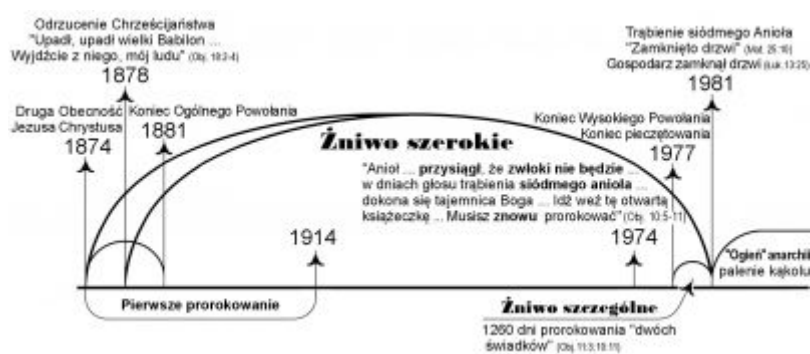 Odrzucenie Chrześcijaństwa
"Upadł, upadł wielki Babilon ...
Wyjdźcie z niego, mój ludu" (Obj. 18:2-4)
1878
Druga Obecność
Jezusa Chrystusa
1874
Koniec Ogólnego Powołania
1881
Trąbienie siódmego Anioła
"Zamknięto drzwi" (Mat. 25:10)
Gospodarz zamknął drzwi (Łuk. 13:25)
1981
Koniec Wysokiego Powołania
Koniec pieczętowania
1977
Żniwo szerokie
"Anioł ... przysiągł, że zwłoki nie będzie ...
w dniach głosu trąbienia siódmego anioła ...
dokona się tajemnica Boga ... Idź weź tę otwartą
książeczkę ... Musisz znowu prorokować" (Obj. 10:5-11)
1914
1974
"Ogień" anarchii
palenie kąkolu
Pierwsze prorokowanie
Żniwo szczególne
1260 dni prorokowania "dwóch
świadków" (Obj. 11:3; 10:11)